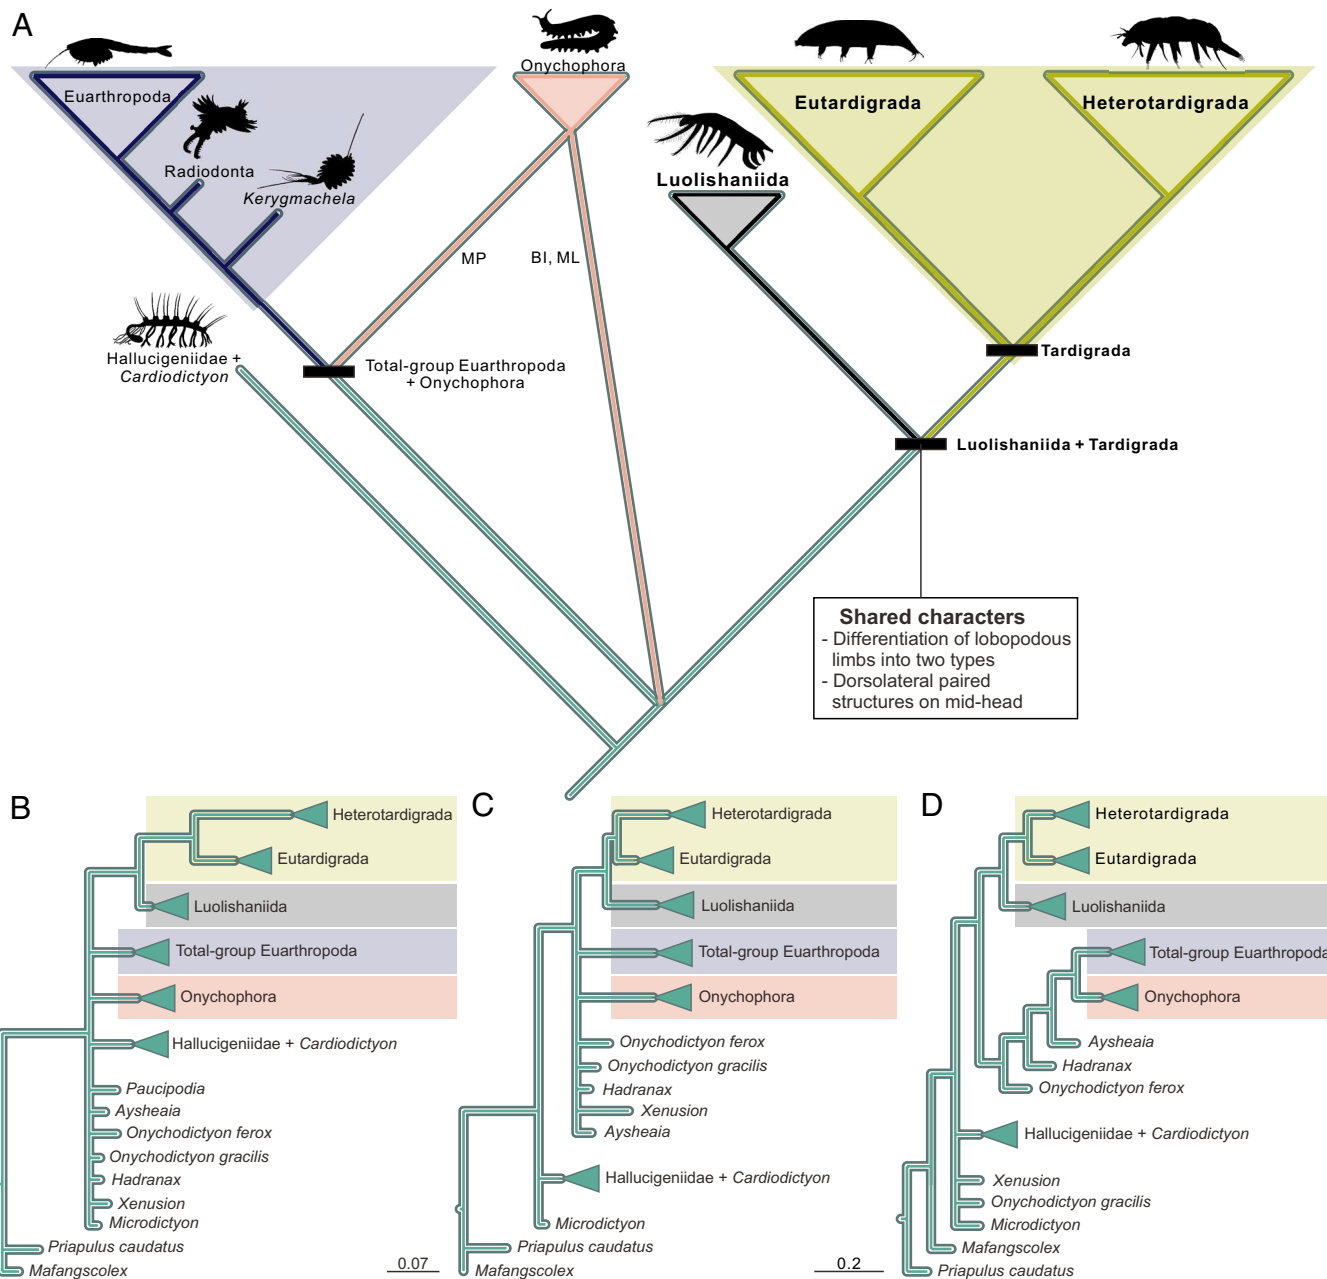 A
Onychophora
Euarthropoda
Eutardigrada
Heterotardigrada
Radiodonta
Kerygmachela
Luolishaniida
MP
BI, ML
Hallucigeniidae +
Cardiodictyon
Total-group Euarthropoda
+ Onychophora
Tardigrada
Luolishaniida + Tardigrada
Shared characters
- Differentiation of lobopodous
limbs into two types
- Dorsolateral paired
structures on mid-head
B
Heterotardigrada
Eutardigrada
Luolishaniida
Total-group Euarthropoda
Onychophora
Hallucigeniidae + Cardiodictyon
Paucipodia
Aysheaia
Onychodictyon ferox
Onychodictyon gracilis
Hadranax
Xenusion
Microdictyon
Priapulus caudatus
Mafangscolex
0.07
C
Heterotardigrada
Eutardigrada
Luolishaniida
Total-group Euarthropoda
Onychophora
Onychodictyon ferox
Onychodictyon gracilis
Hadranax
Xenusion
Aysheaia
Hallucigeniidae + Cardiodictyon
Microdictyon
Priapulus caudatus
Mafangscolex
0.2
D
Heterotardigrada
Eutardigrada
Luolishaniida
Total-group Euarthropoda
Onychophora
Aysheaia
Hadranax
Onychodictyon ferox
Hallucigeniidae + Cardiodictyon
Xenusion
Onychodictyon gracilis
Microdictyon
Mafangscolex
Priapulus caudatus